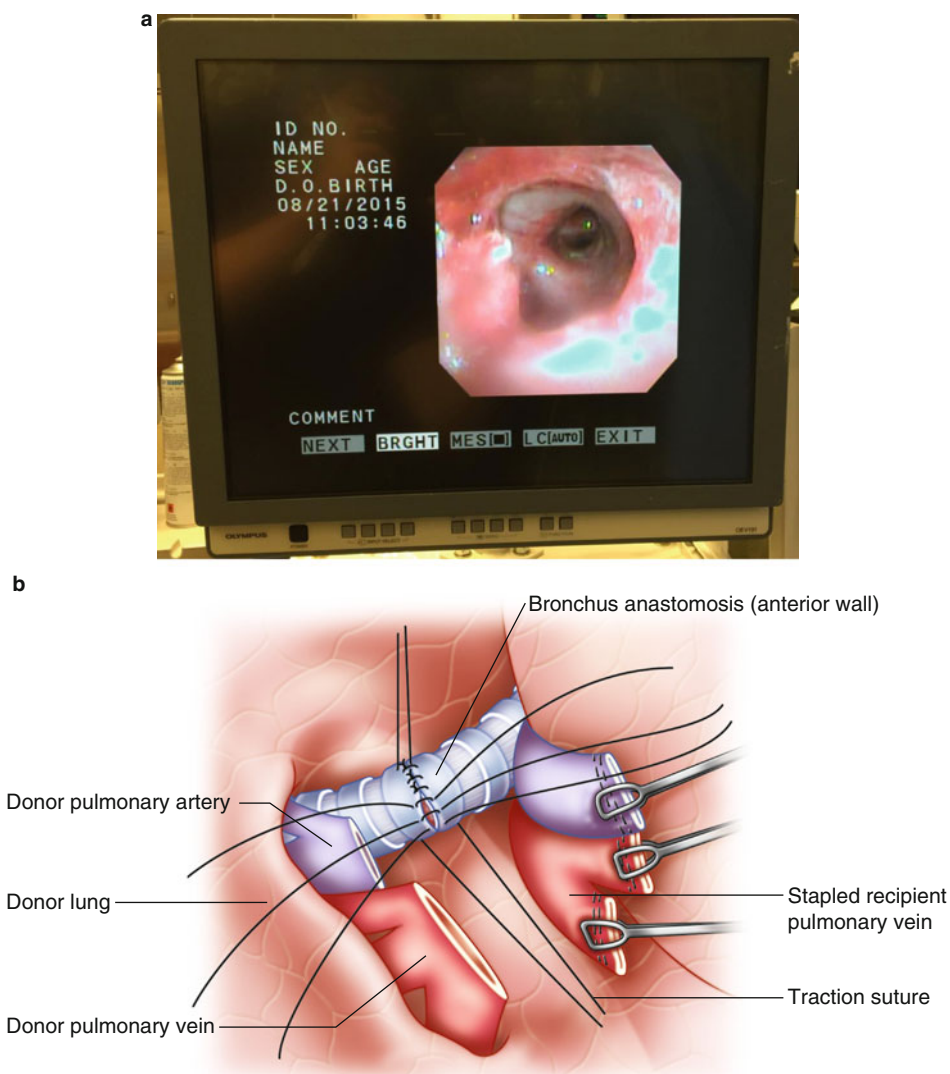 a
ID NO.
NAME
SEX AGE
D.O.BIRTH
08/21/2015
11:03:46
COMMENT
NEXT BRGHT MES[■] LC[AUTO] EXIT
OLYMPUS
b
Bronchus anastomosis (anterior wall)
Donor pulmonary artery
Donor lung
Stapled recipient
pulmonary vein
Traction suture
Donor pulmonary vein